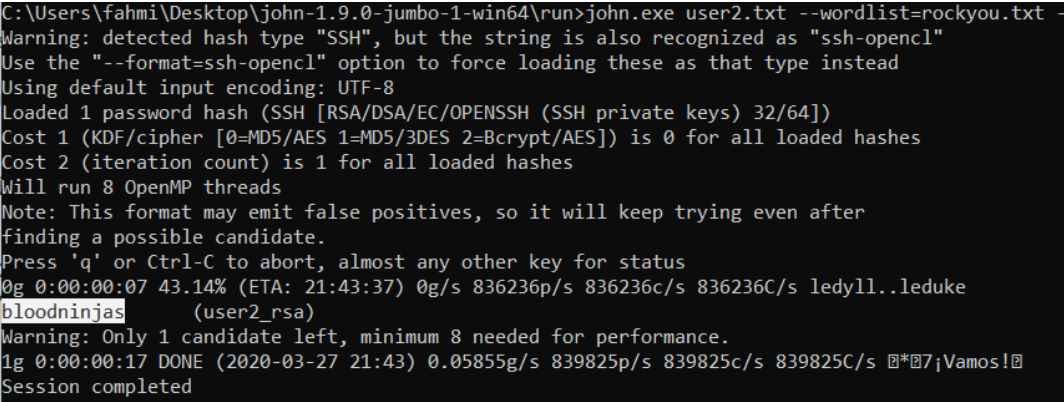 C:\Users\fahmi\Desktop\john-1.9.0-jumbo-1-win64\run>john.exe user2.txt --wordlist=rockyou.txt
Warning: detected hash type "SSH", but the string is also recognized as "ssh-opencl"
Use the "--format=ssh-opencl" option to force loading these as that type instead
Using default input encoding: UTF-8
Loaded 1 password hash (SSH [RSA/DSA/EC/OPENSSH (SSH private keys) 32/64])
Cost 1 (KDF/cipher [0=MD5/AES 1=MD5/3DES 2=Bcrypt/AES]) is 0 for all loaded hashes
Cost 2 (iteration count) is 1 for all loaded hashes
Will run 8 OpenMP threads
Note: This format may emit false positives, so it will keep trying even after
finding a possible candidate.
Press 'q' or Ctrl-C to abort, almost any other key for status
0g 0:00:00:07 43.14% (ETA: 21:43:37) 0g/s 836236p/s 836236c/s 836236C/s ledyll..leduke
bloodninjas (user2_rsa)
Warning: Only 1 candidate left, minimum 8 needed for performance.
1g 0:00:00:17 DONE (2020-03-27 21:43) 0.05855g/s 839825p/s 839825c/s 839825C/s *7¡Vamos!
Session completed